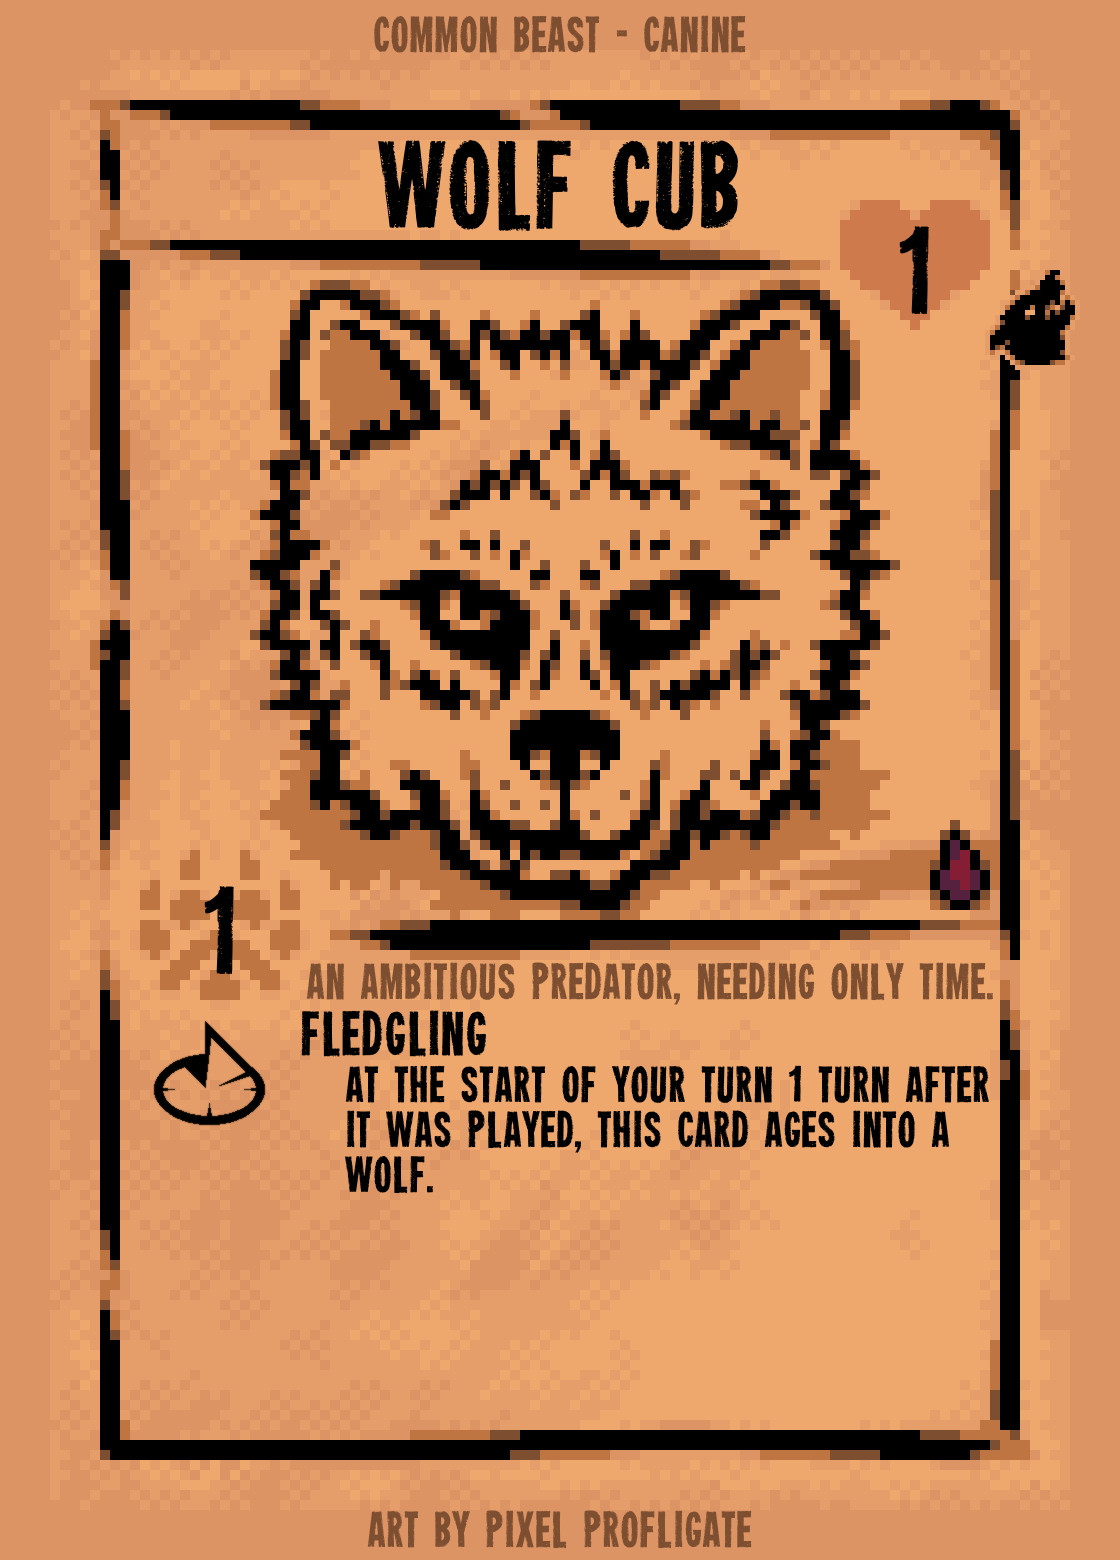 COMMON BEAST - CANINE
WOLF CUB
1
1
AN AMBITIOUS PREDATOR, NEEDING ONLY TIME.
FLEDGLING
AT THE START OF YOUR TURN 1 TURN AFTER
IT WAS PLAYED, THIS CARD AGES INTO A
WOLF.
ART BY PIXEL PROFLIGATE